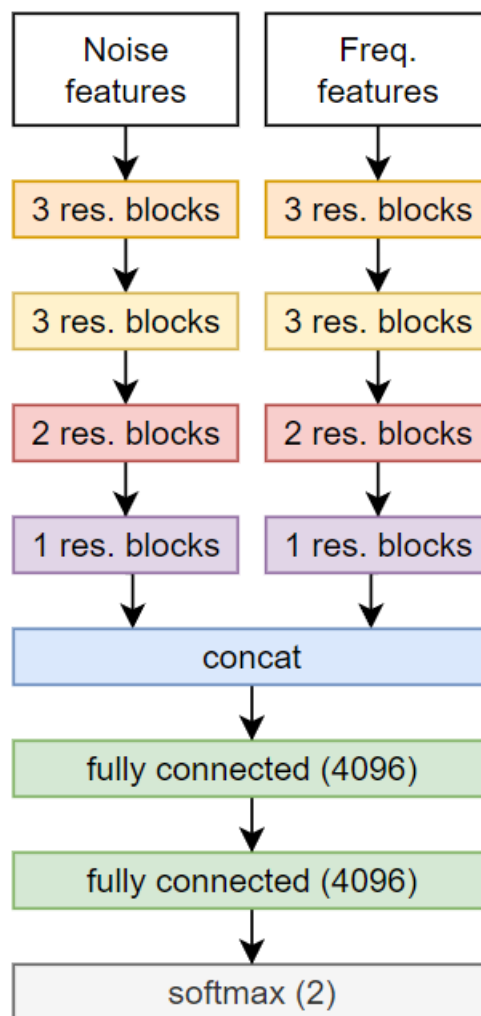 Noise
features
Freq.
features
3 res. blocks
3 res. blocks
3 res. blocks
3 res. blocks
2 res. blocks
2 res. blocks
1 res. blocks
1 res. blocks
concat
fully connected (4096)
fully connected (4096)
softmax (2)